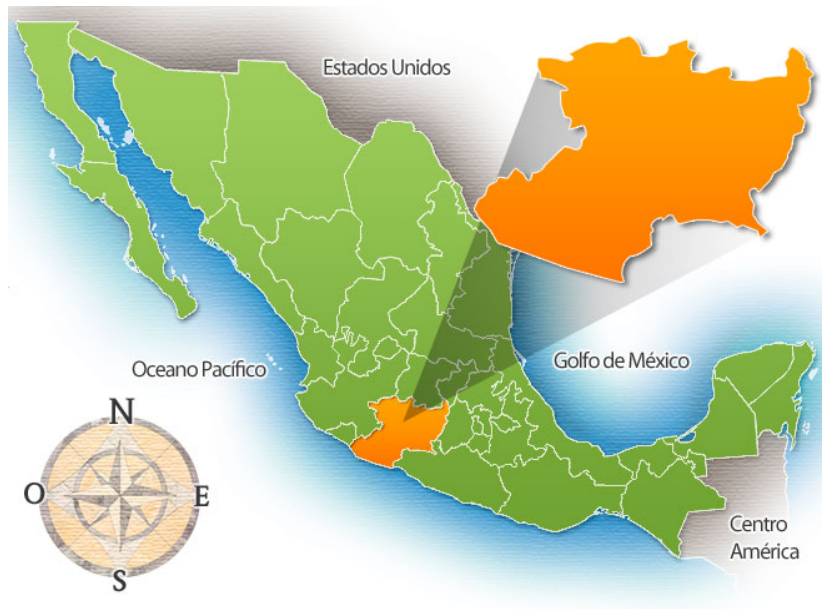 Estados Unidos
Oceano Pacífico
Golfo de México
N
O
E
S
Centro
América